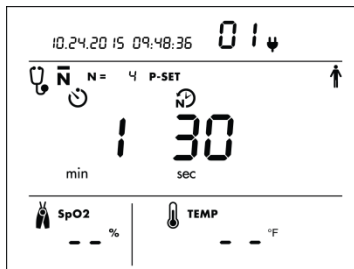 10.24.2015 09:48:36 01
N N = 4 P-SET
N
1 30
min sec
SpO2 TEMP
-- % -- °F